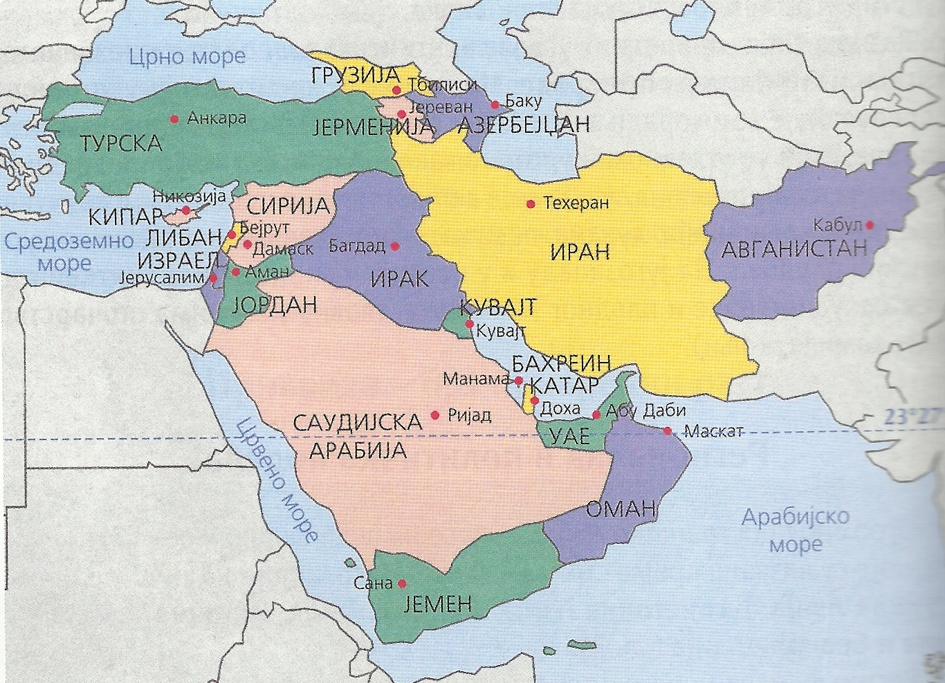 Црно море
ГРУЗИЈА
Тбилиси
Јереван
Баку
ЈЕРМЕНИЈА
АЗЕРБЕЈЏАН
Анкара
ТУРСКА
Никозија
КИПАР
СИРИЈА
Техеран
Кабул
Средоземно
море
ЛИБАН
Бејрут
Дамаск
Багдад
ИРАН
АВГАНИСТАН
ИЗРАЕЛ
Јерусалим
Аман
ИРАК
ЈОРДАН
КУВАЈТ
Кувајт
БАХРЕИН
Манама
КАТАР
Доха
Абу Даби
САУДИЈСКА
АРАБИЈА
Ријад
УАЕ
Маскат
23°27
Црвено море
ОМАН
Арабијско
море
Сана
ЈЕМЕН